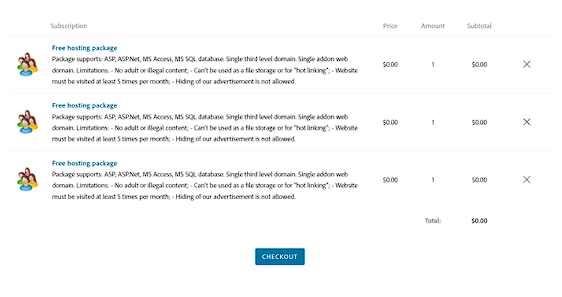 Subscription Price Amount Subtotal
Free hosting package
Package supports: ASP, ASP.Net, MS Access, MS SQL database. Single third level domain. Single addon web
domain. Limitations: - No adult or illegal content; - Can't be used as a file storage or for "hot linking"; - Website
must be visited at least 5 times per month; - Hiding of our advertisement is not allowed.
$0.00 1 $0.00
Free hosting package
Package supports: ASP, ASP.Net, MS Access, MS SQL database. Single third level domain. Single addon web
domain. Limitations: - No adult or illegal content; - Can't be used as a file storage or for "hot linking"; - Website
must be visited at least 5 times per month; - Hiding of our advertisement is not allowed.
$0.00 1 $0.00
Free hosting package
Package supports: ASP, ASP.Net, MS Access, MS SQL database. Single third level domain. Single addon web
domain. Limitations: - No adult or illegal content; - Can't be used as a file storage or for "hot linking"; - Website
must be visited at least 5 times per month; - Hiding of our advertisement is not allowed.
$0.00 1 $0.00
Total: $0.00
CHECKOUT